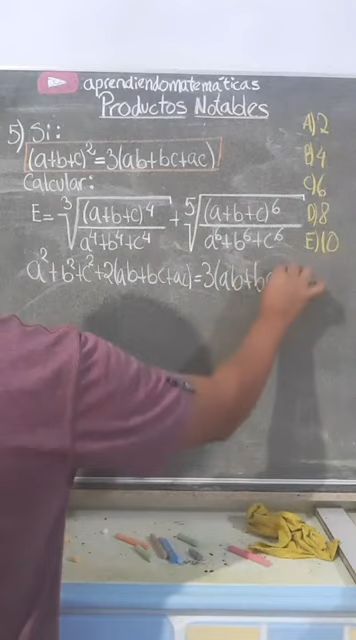 aprendiendomatemáticas
Productos Notables
5) Si:
(a+b+c)²=3(ab+bc+ac)
Calcular:
E=∛((a+b+c)⁴/(a⁴+b⁴+c⁴)) + ⁵√((a+b+c)⁶/(a⁶+b⁶+c⁶))
a²+b²+c²+2(ab+bc+ac)=3(ab+b
A)2
B)4
C)6
D)8
E)10